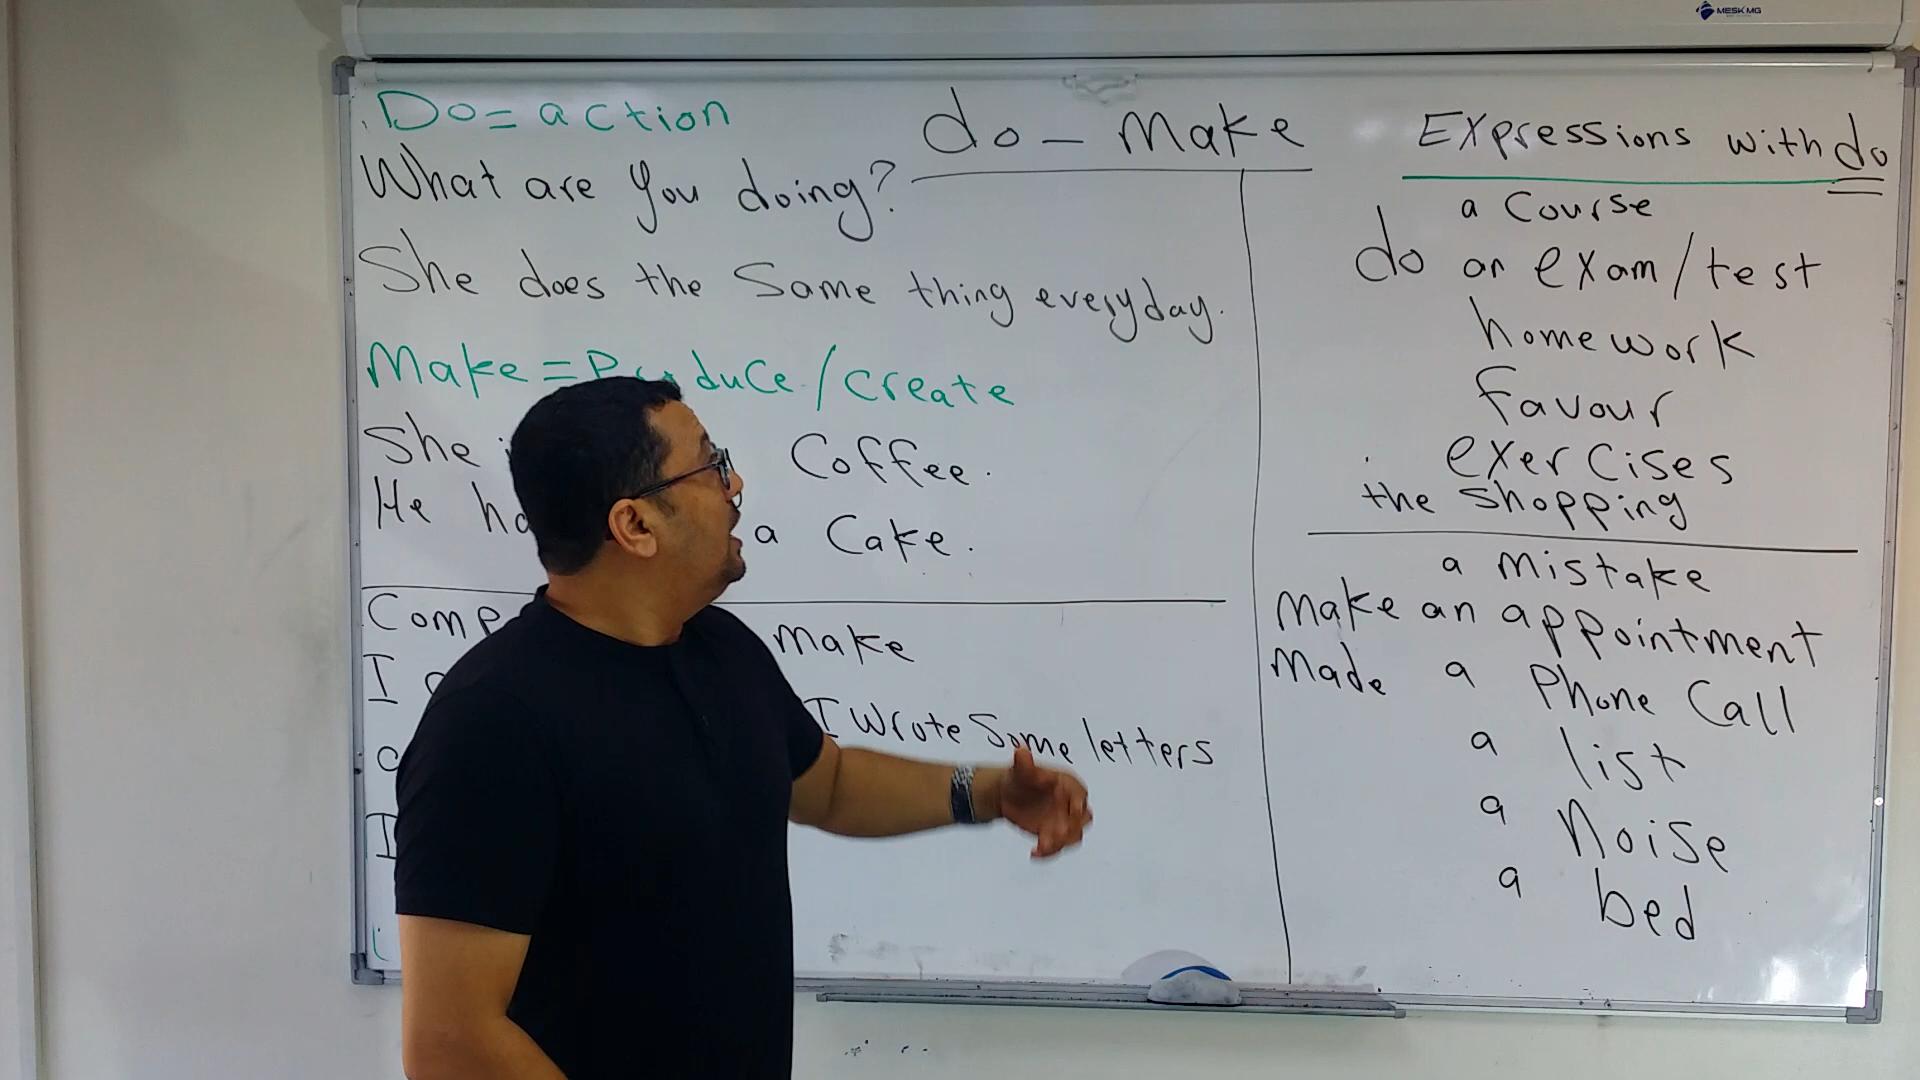 MESK MG
do - Make
Do = action
What are you doing?
She does the Same thing everyday.
Make = Produce / Create
She Coffee.
He a Cake.
Make
I
I Wrote Some letters
I
Expressions with do
a Course
do an exam / test
homework
Favour
exercises
the shopping
a mistake
Make an appointment
Made a Phone Call
a list
a Noise
a bed